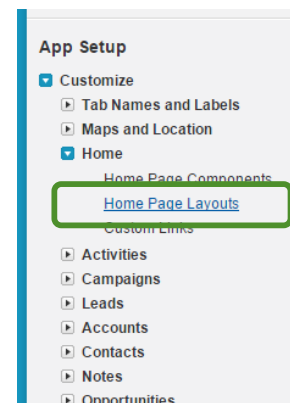 App Setup
Customize
Tab Names and Labels
Maps and Location
Home
Home Page Components
Home Page Layouts
Custom Links
Activities
Campaigns
Leads
Accounts
Contacts
Notes
Opportunities